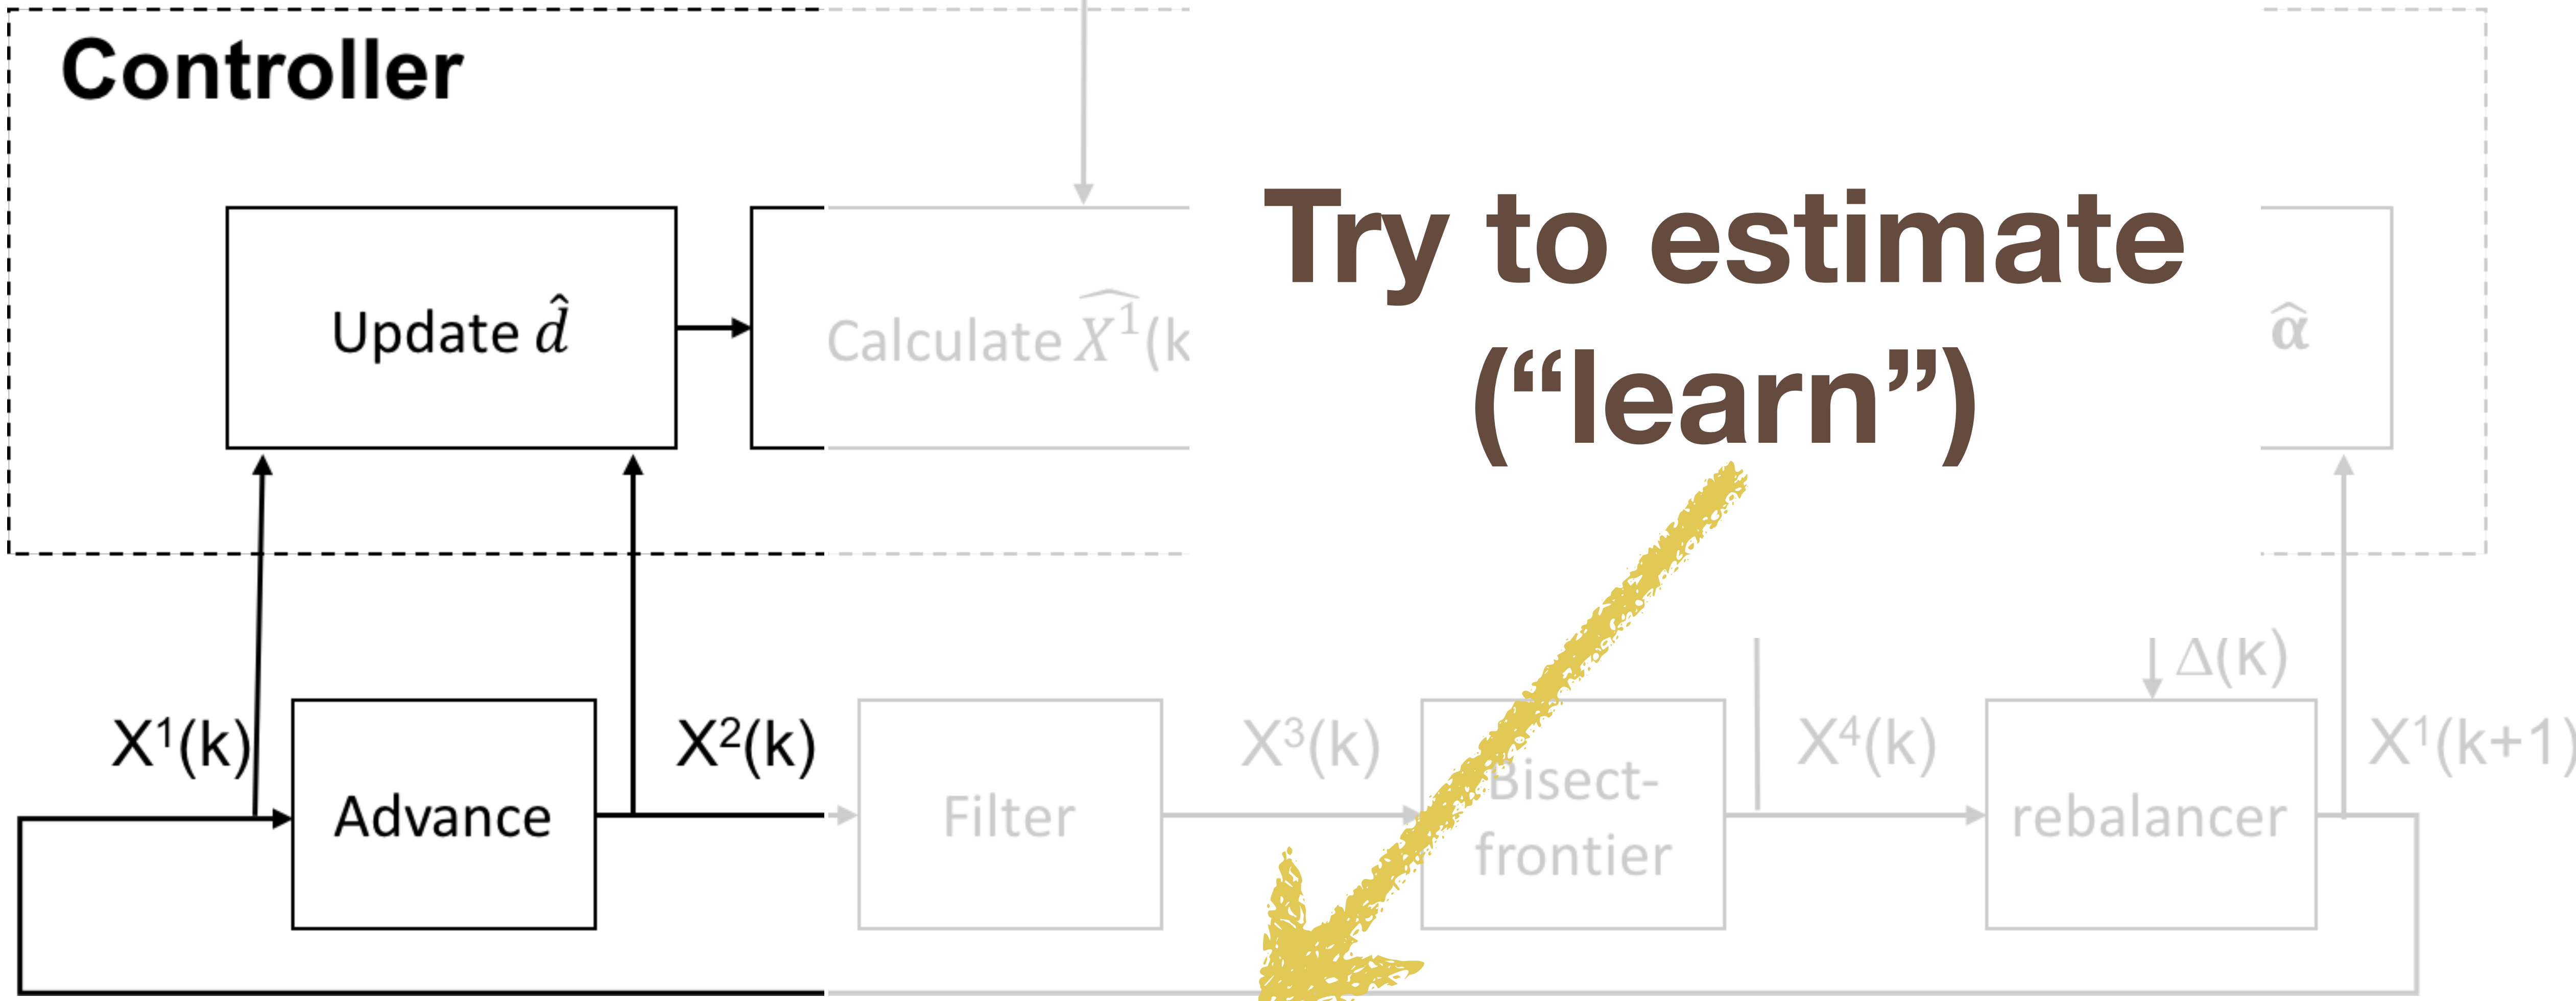 Controller
Try to estimate
(“learn”)
Update d̂
Calculate X̂¹(k
α̂
Δ(k)
X¹(k)
X²(k)
X³(k)
X⁴(k)
X¹(k+1)
Advance
Filter
Bisect-
frontier
rebalancer